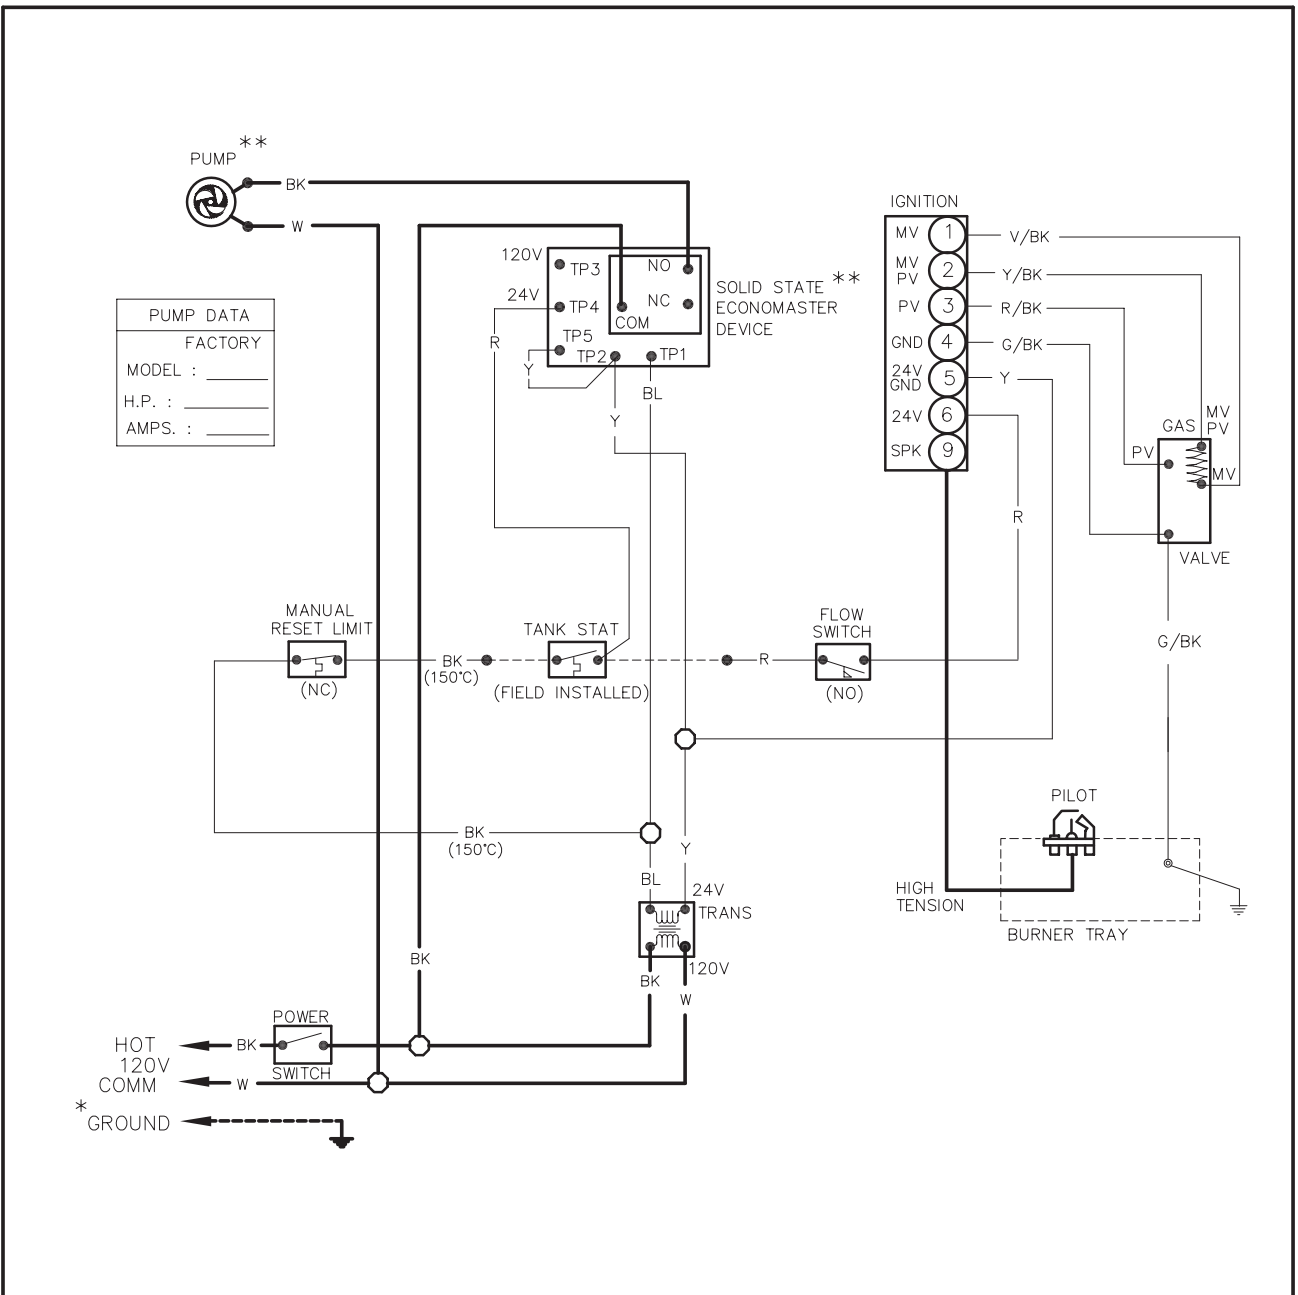 **
PUMP
BK
W
PUMP DATA
FACTORY
MODEL : ______
H.P. : ________
AMPS. : ______
120V
TP3
NO
24V
TP4
NC
COM
TP5
TP2
TP1
SOLID STATE **
ECONOMASTER
DEVICE
R
Y
BL
Y
IGNITION
MV 1
V/BK
MV
PV 2
Y/BK
PV 3
R/BK
GND 4
G/BK
24V
GND 5
Y
24V 6
SPK 9
R
GAS
MV
PV
PV
MV
VALVE
G/BK
MANUAL
RESET LIMIT
(NC)
BK
(150°C)
TANK STAT
(FIELD INSTALLED)
R
FLOW
SWITCH
(NO)
BK
(150°C)
Y
BL
24V
TRANS
120V
BK
W
BK
PILOT
HIGH
TENSION
BURNER TRAY
POWER
SWITCH
HOT
BK
120V
COMM
W
*
GROUND